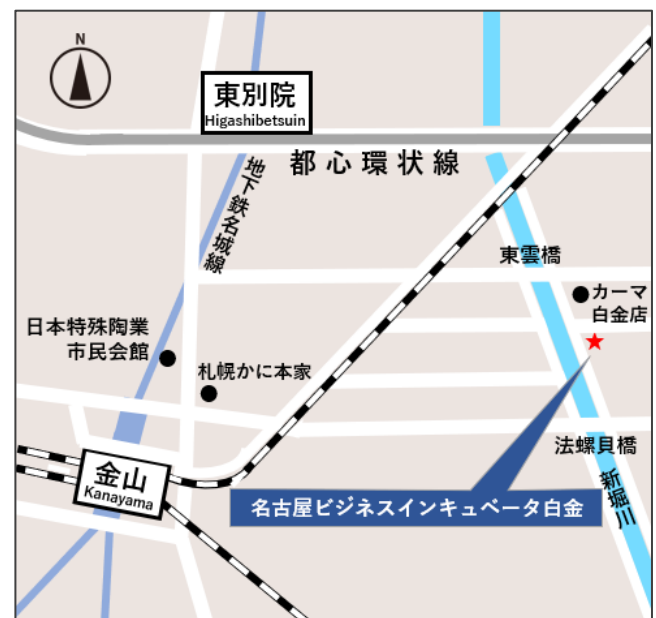 N
東別院
Higashibetsuin
都心環状線
地下鉄名城線
東雲橋
カーマ
白金店
日本特殊陶業
市民会館
札幌かに本家
法螺貝橋
金山
Kanayama
新堀川
名古屋ビジネスインキュベータ白金